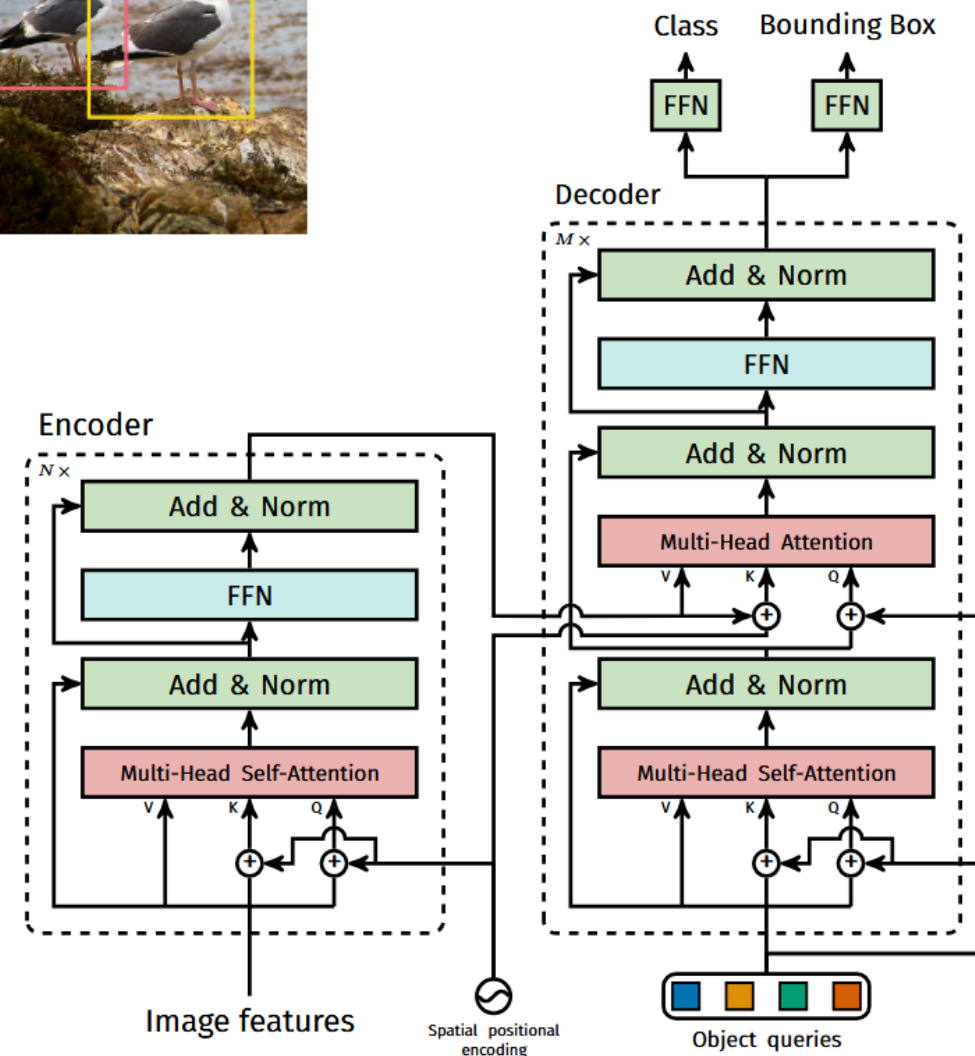 Class
Bounding Box
FFN
FFN
Decoder
M ×
Add & Norm
FFN
Add & Norm
Multi-Head Attention
V
K
Q
+
+
Add & Norm
Multi-Head Self-Attention
V
K
Q
+
+
Object queries
Encoder
N ×
Add & Norm
FFN
Add & Norm
Multi-Head Self-Attention
V
K
Q
+
+
Image features
Spatial positional
encoding